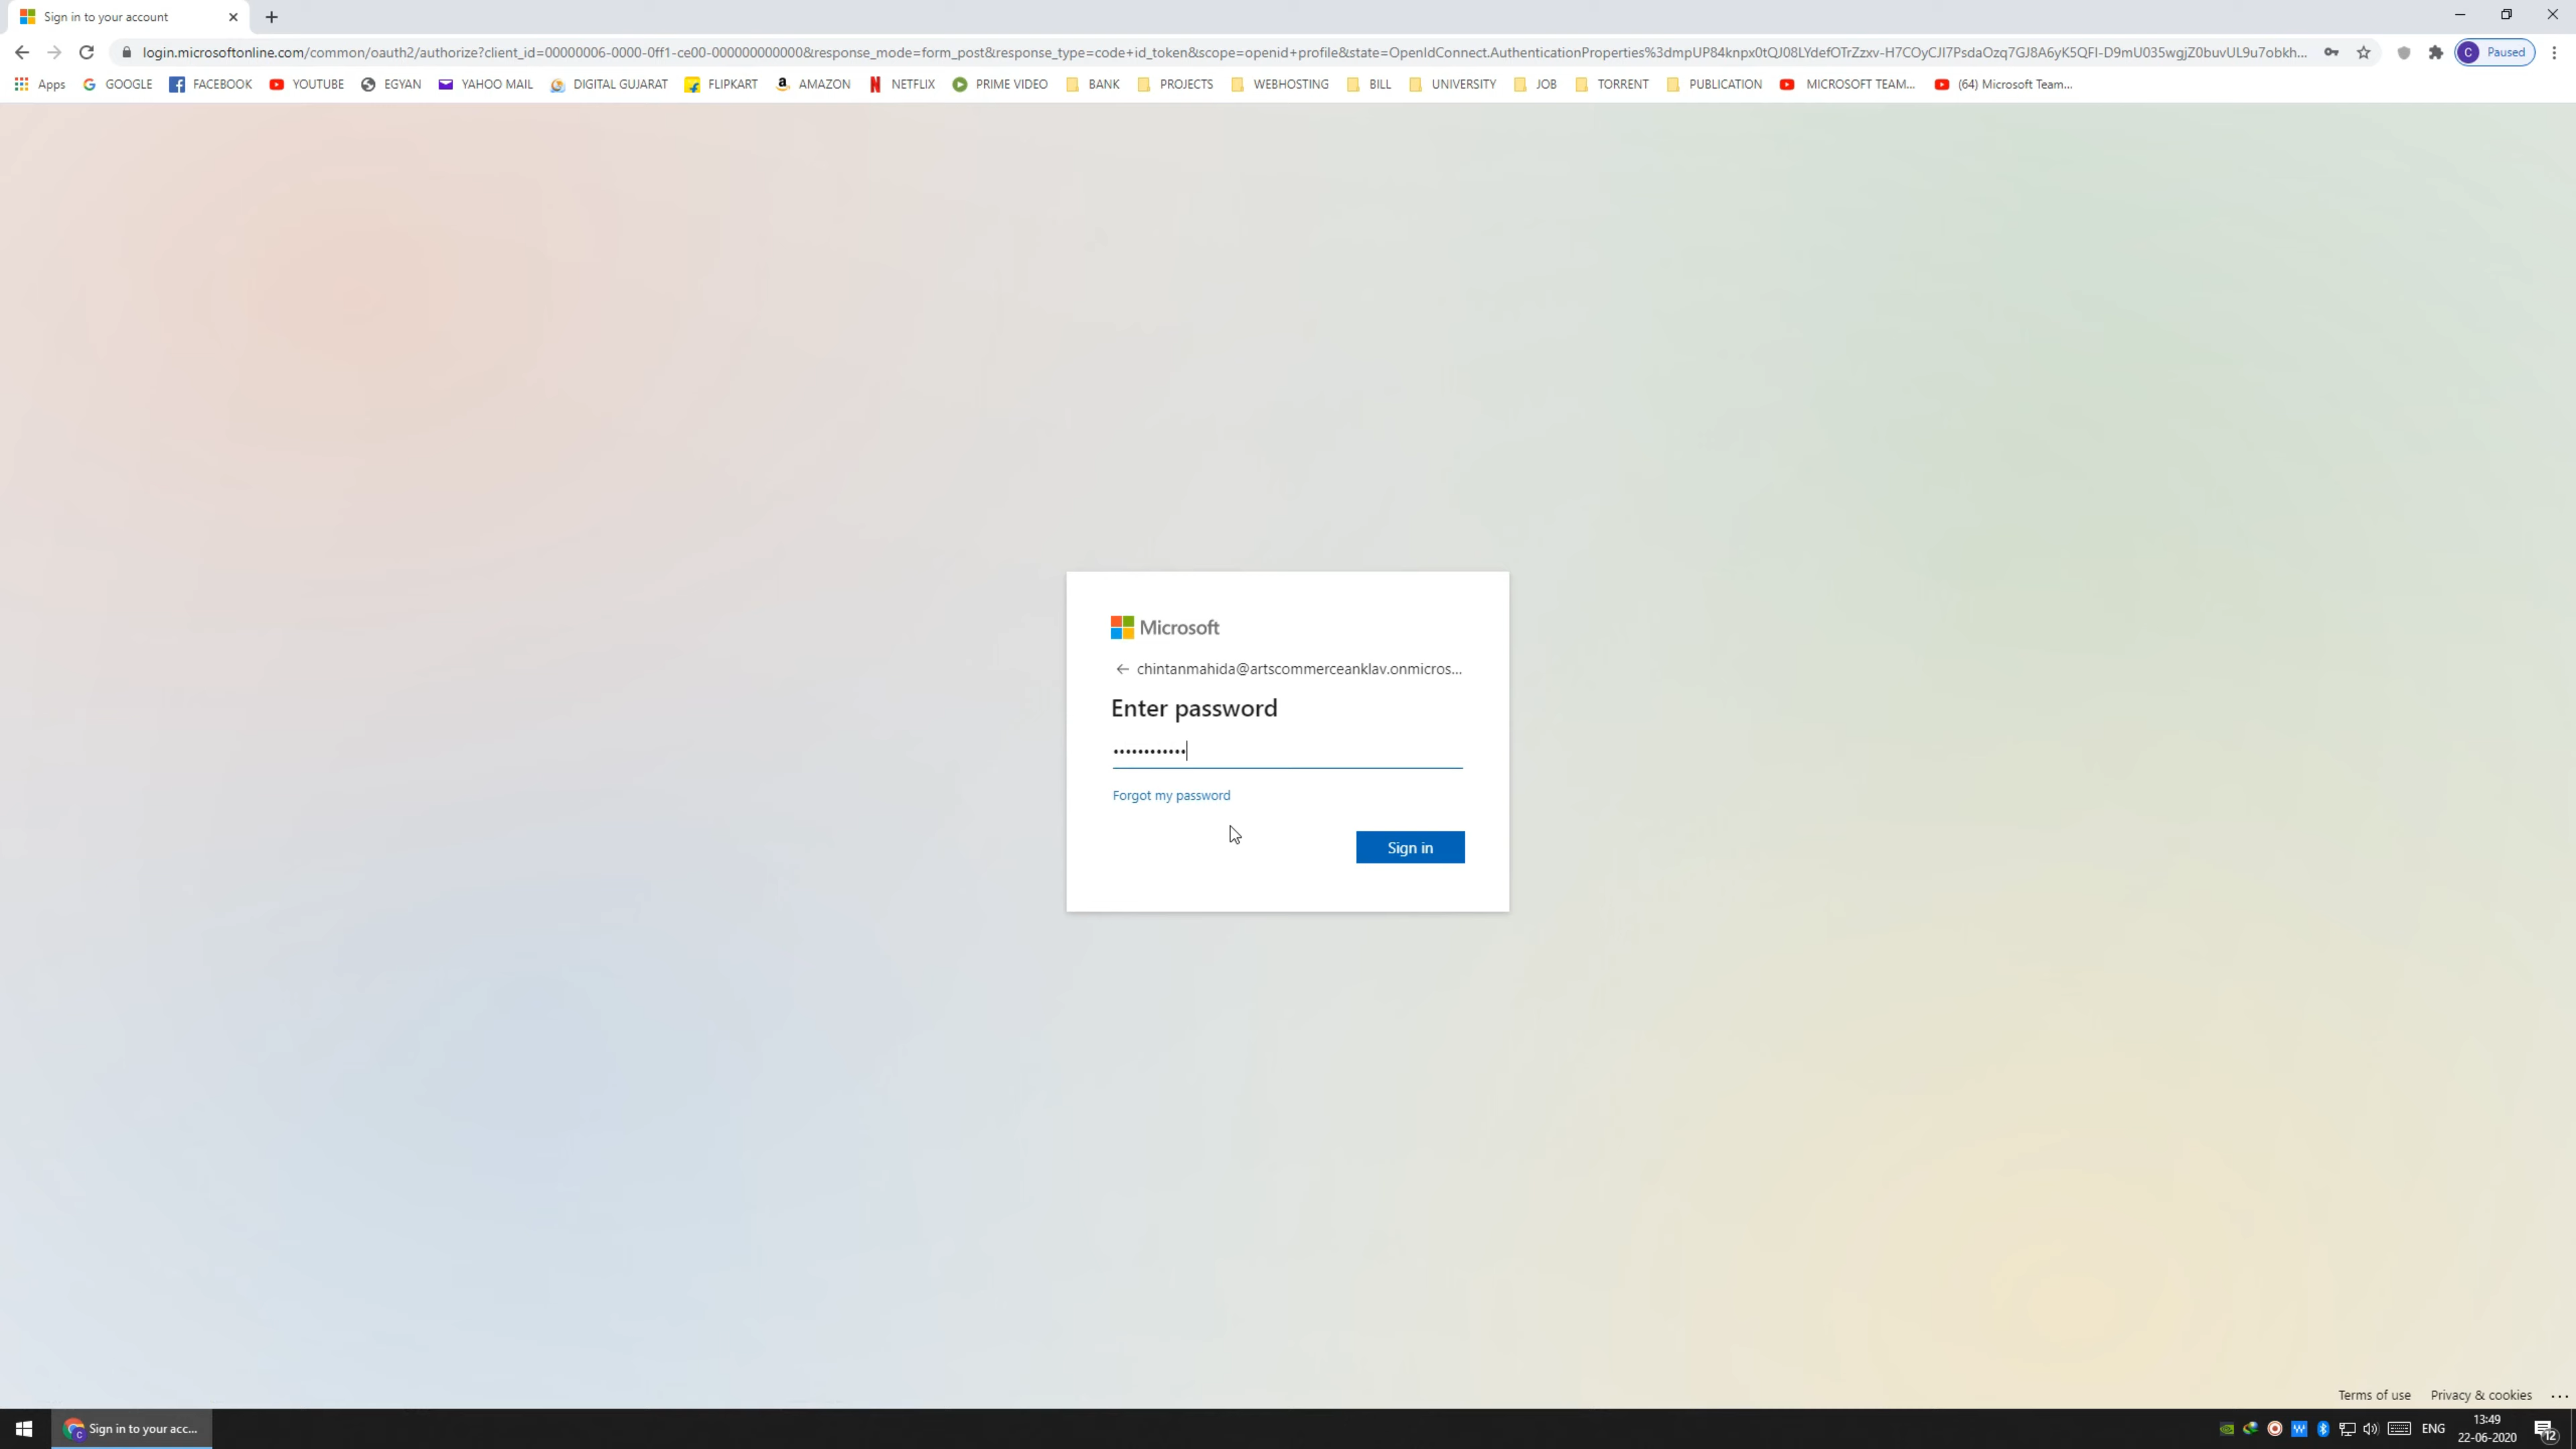 Sign in to your account
login.microsoftonline.com/common/oauth2/authorize?client_id=00000006-0000-0ff1-ce00-000000000000&response_mode=form_post&response_type=code+id_token&scope=openid+profile&state=OpenIdConnect.AuthenticationProperties%3dmpUP84knpx0tQJ08LYdefOTrZzxv-H7COyCJI7PsdaOzq7GJ8A6yK5QFI-D9mU035wgjZ0buvUL9u7obkh...
C Paused
Apps GOOGLE FACEBOOK YOUTUBE EGYAN YAHOO MAIL DIGITAL GUJARAT FLIPKART AMAZON NETFLIX PRIME VIDEO BANK PROJECTS WEBHOSTING BILL UNIVERSITY JOB TORRENT PUBLICATION MICROSOFT TEAM... (64) Microsoft Team...
Microsoft
chintanmahida@artscommerceanklav.onmicros...
Enter password
Forgot my password
Sign in
Terms of use Privacy & cookies ...
Sign in to your acc...
ENG
13:49
22-06-2020
12